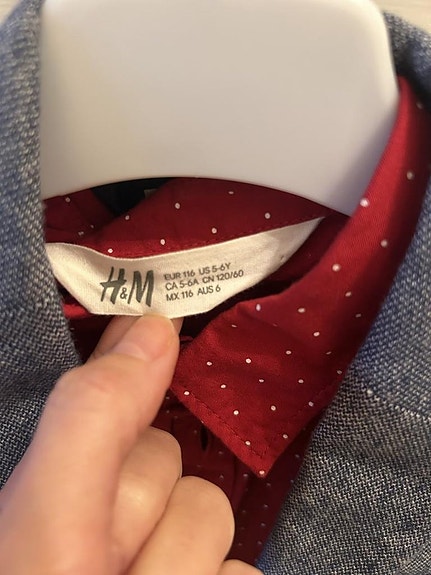 H&M
EUR 116 US 5-6Y
CA 5-6A CN 120/60
MX 116 AUS 6